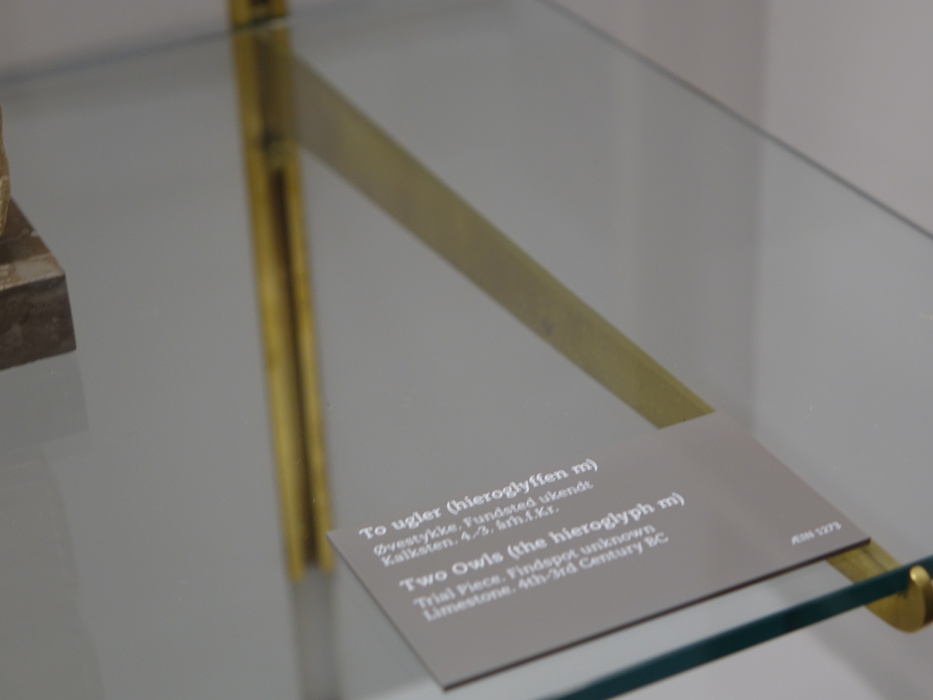 To ugler (hieroglyffen m)
Øvestykke. Fundsted ukendt
Kalksten. 4.-3. årh.f.Kr.
Two Owls (the hieroglyph m)
Trial Piece. Findspot unknown
Limestone. 4th-3rd Century BC
ÆIN 1273